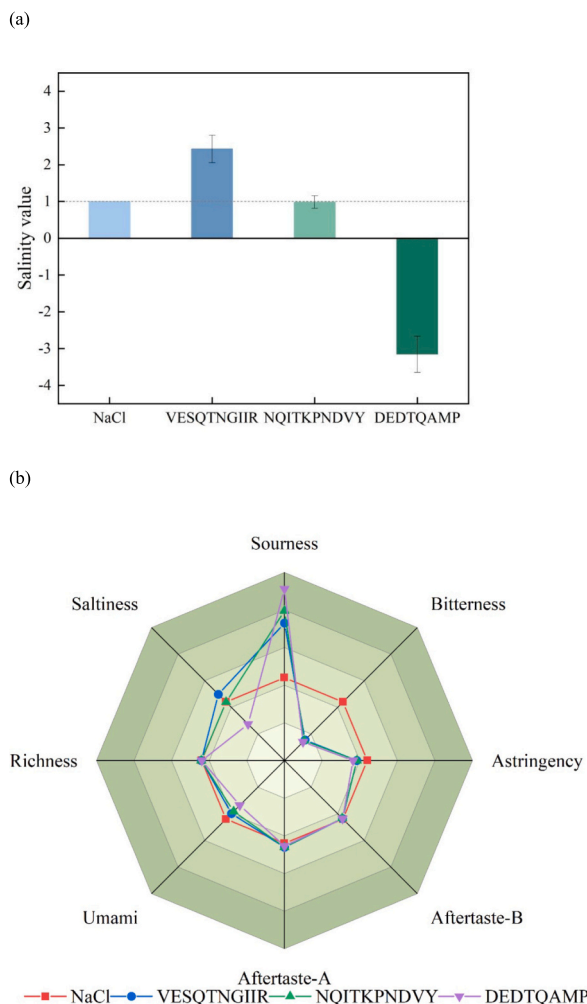 (a)
4
3
2
1
0
-1
-2
-3
-4
Salinity value
NaCl VESQTNGIIR NQITKPNDVY DEDTQAMP
(b)
Sourness
Saltiness Bitterness
Richness Astringency
Umami Aftertaste-B
Aftertaste-A
NaCl VESQTNGIIR NQITKPNDVY DEDTQAMP